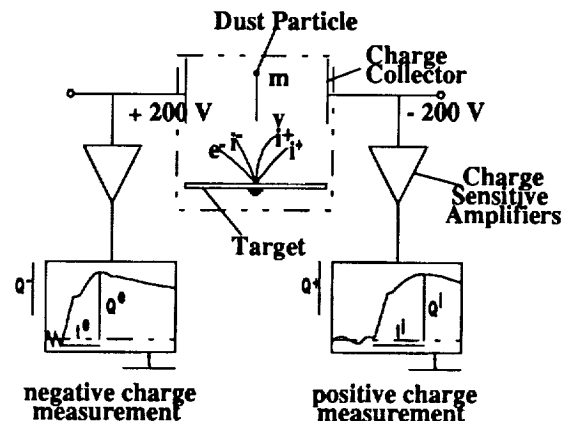 Dust Particle
m
Charge
Collector
+ 200 V
- 200 V
v
e- i- i+ i+
Charge
Sensitive
Amplifiers
Target
Q-
Qe
te
Q+
Qi
ti
negative charge
measurement
positive charge
measurement